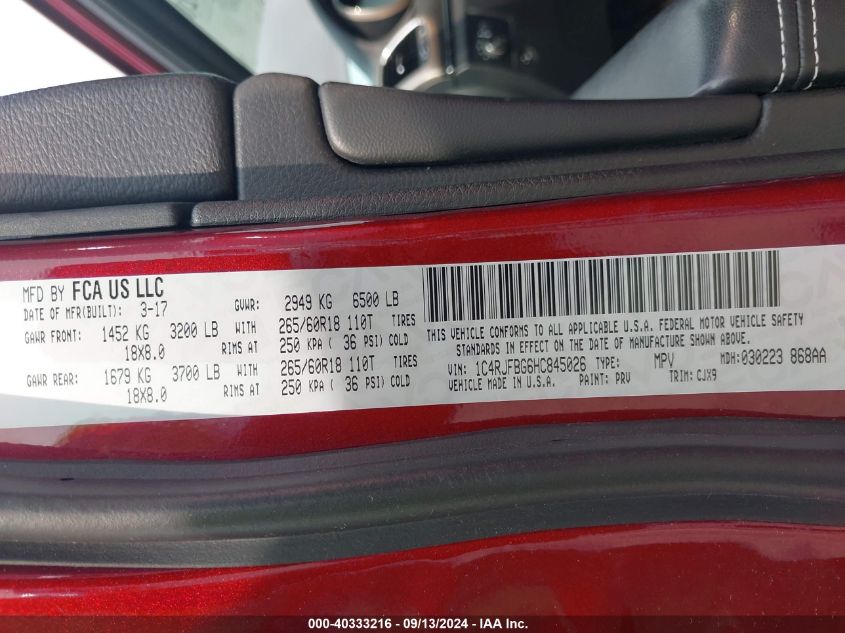 MFD BY FCA US LLC
DATE OF MFR(BUILT): 3-17 GVWR: 2949 KG 6500 LB
GAWR FRONT: 1452 KG 3200 LB WITH 265/60R18 110T TIRES
18X8.0 RIMS AT 250 KPA ( 36 PSI) COLD
GAWR REAR: 1679 KG 3700 LB WITH 265/60R18 110T TIRES
18X8.0 RIMS AT 250 KPA ( 36 PSI) COLD
THIS VEHICLE CONFORMS TO ALL APPLICABLE U.S.A. FEDERAL MOTOR VEHICLE SAFETY
STANDARDS IN EFFECT ON THE DATE OF MANUFACTURE SHOWN ABOVE.
VIN: 1C4RJFBG6HC845026 TYPE: MPV MDH: 030223 868AA
VEHICLE MADE IN U.S.A. PAINT: PRV TRIM: CJX9
000-40333216 - 09/13/2024 - IAA Inc.